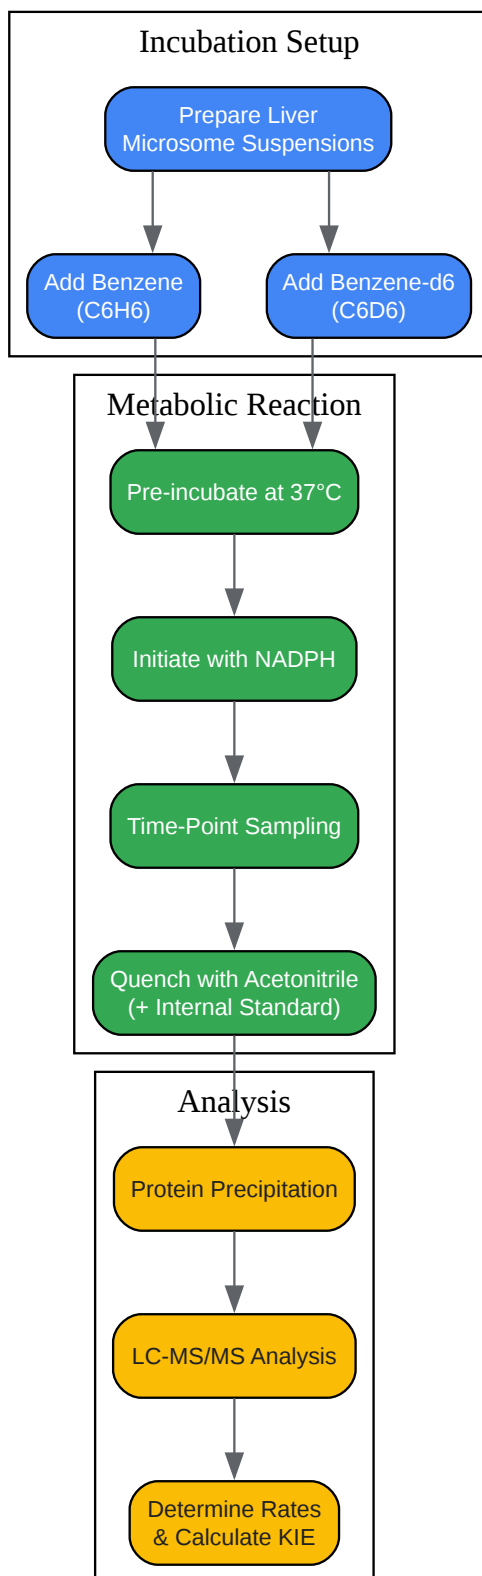 Incubation Setup
Prepare Liver
Microsome Suspensions
Add Benzene
(C6H6)
Add Benzene-d6
(C6D6)
Metabolic Reaction
Pre-incubate at 37°C
Initiate with NADPH
Time-Point Sampling
Quench with Acetonitrile
(+ Internal Standard)
Analysis
Protein Precipitation
LC-MS/MS Analysis
Determine Rates
& Calculate KIE